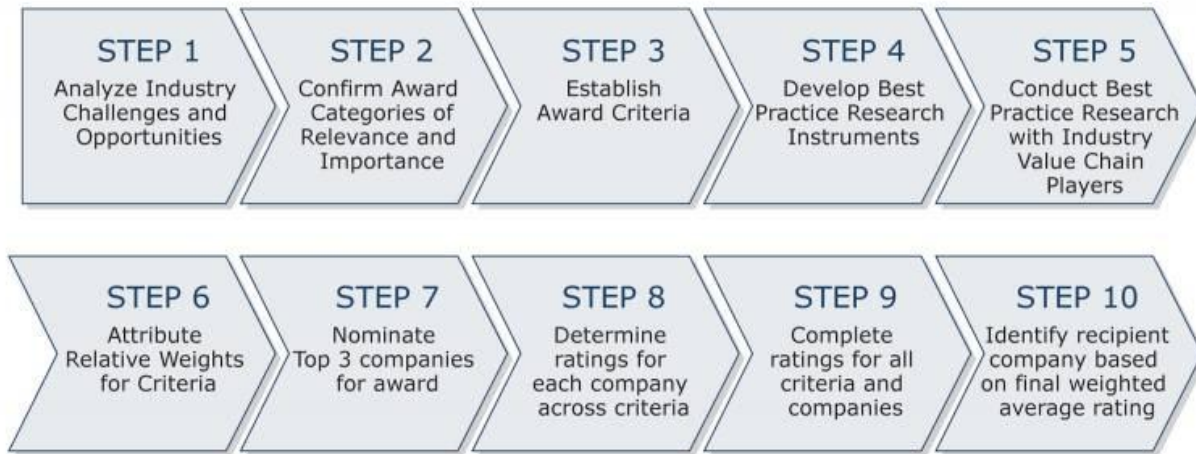 STEP 1
Analyze Industry
Challenges and
Opportunities
STEP 2
Confirm Award
Categories of
Relevance and
Importance
STEP 3
Establish
Award Criteria
STEP 4
Develop Best
Practice Research
Instruments
STEP 5
Conduct Best
Practice Research
with Industry
Value Chain
Players
STEP 6
Attribute
Relative Weights
for Criteria
STEP 7
Nominate
Top 3 companies
for award
STEP 8
Determine
ratings for
each company
across criteria
STEP 9
Complete
ratings for all
criteria and
companies
STEP 10
Identify recipient
company based
on final weighted
average rating